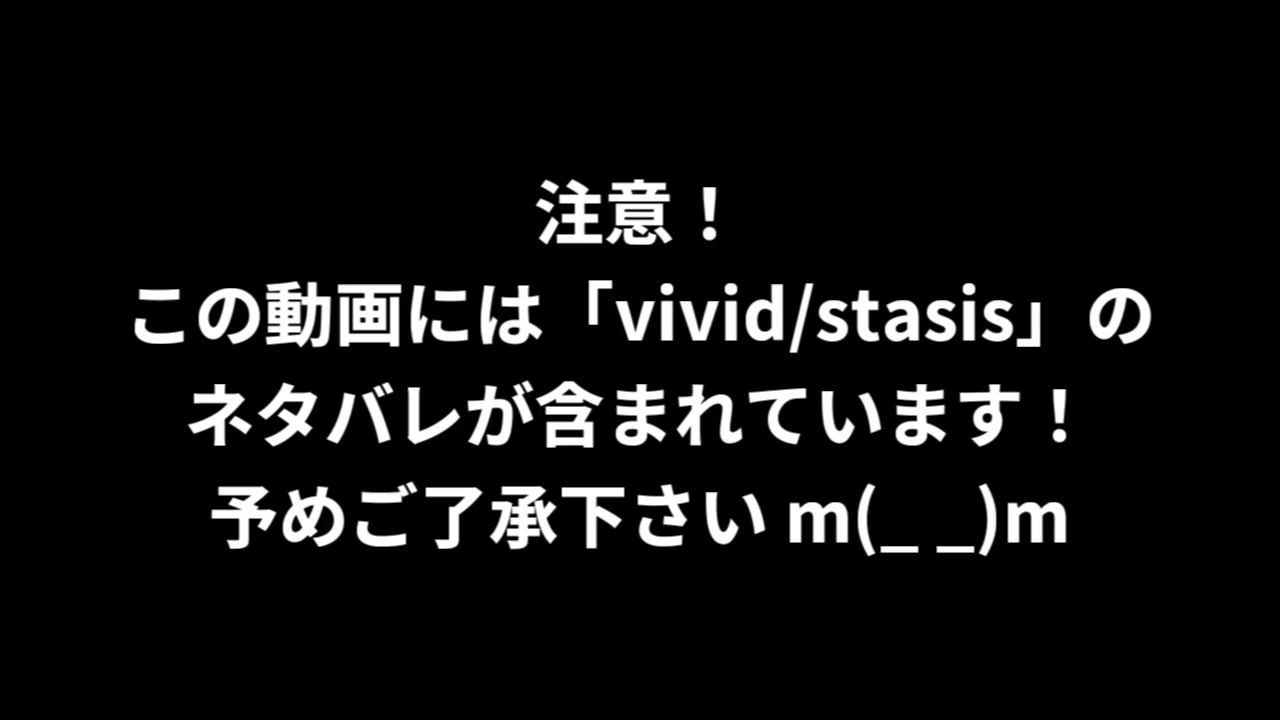 注意！
この動画には「vivid/stasis」の
ネタバレが含まれています！
予めご了承下さい m(_ _)m